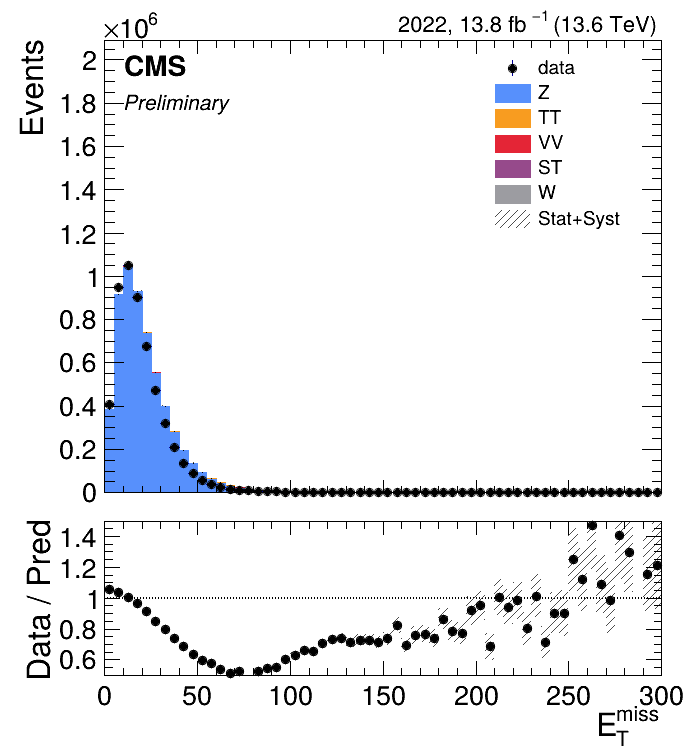 ×10⁶
2022, 13.8 fb⁻¹ (13.6 TeV)
Events
CMS
Preliminary
data
Z
TT
VV
ST
W
Stat+Syst
2
1.8
1.6
1.4
1.2
1
0.8
0.6
0.4
0.2
0
Data / Pred
1.4
1.2
1
0.8
0.6
0 50 100 150 200 250 300
E_T^miss